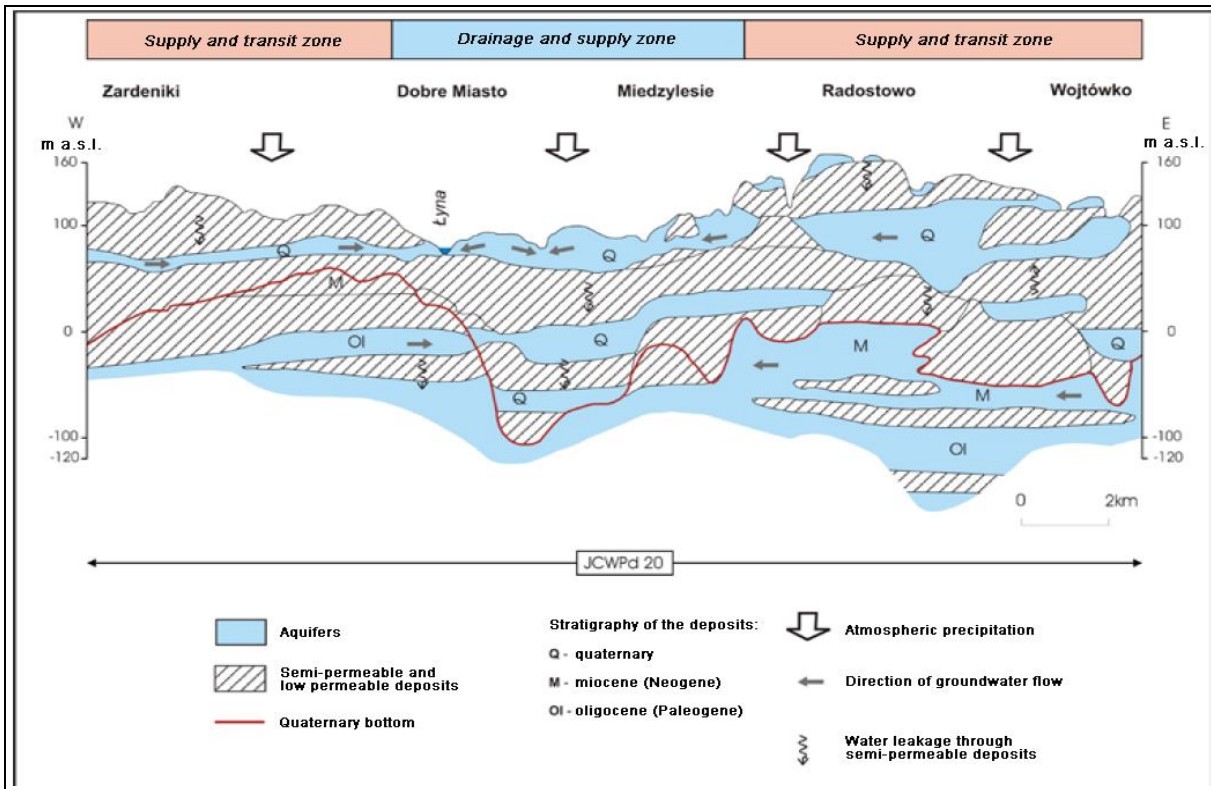 Supply and transit zone
Drainage and supply zone
Supply and transit zone
Zardeniki
Dobre Miasto
Miedzylesie
Radostowo
Wojtówko
W
E
m a.s.l.
m a.s.l.
160
160
Łyna
100
100
Q
Q
Q
M
0
0
Ol
Q
M
Q
Q
M
-100
-100
Ol
-120
-120
0 2km
JCWPd 20
Aquifers
Semi-permeable and
low permeable deposits
Quaternary bottom
Stratigraphy of the deposits:
Q - quaternary
M - miocene (Neogene)
Ol - oligocene (Paleogene)
Atmospheric precipitation
Direction of groundwater flow
Water leakage through
semi-permeable deposits